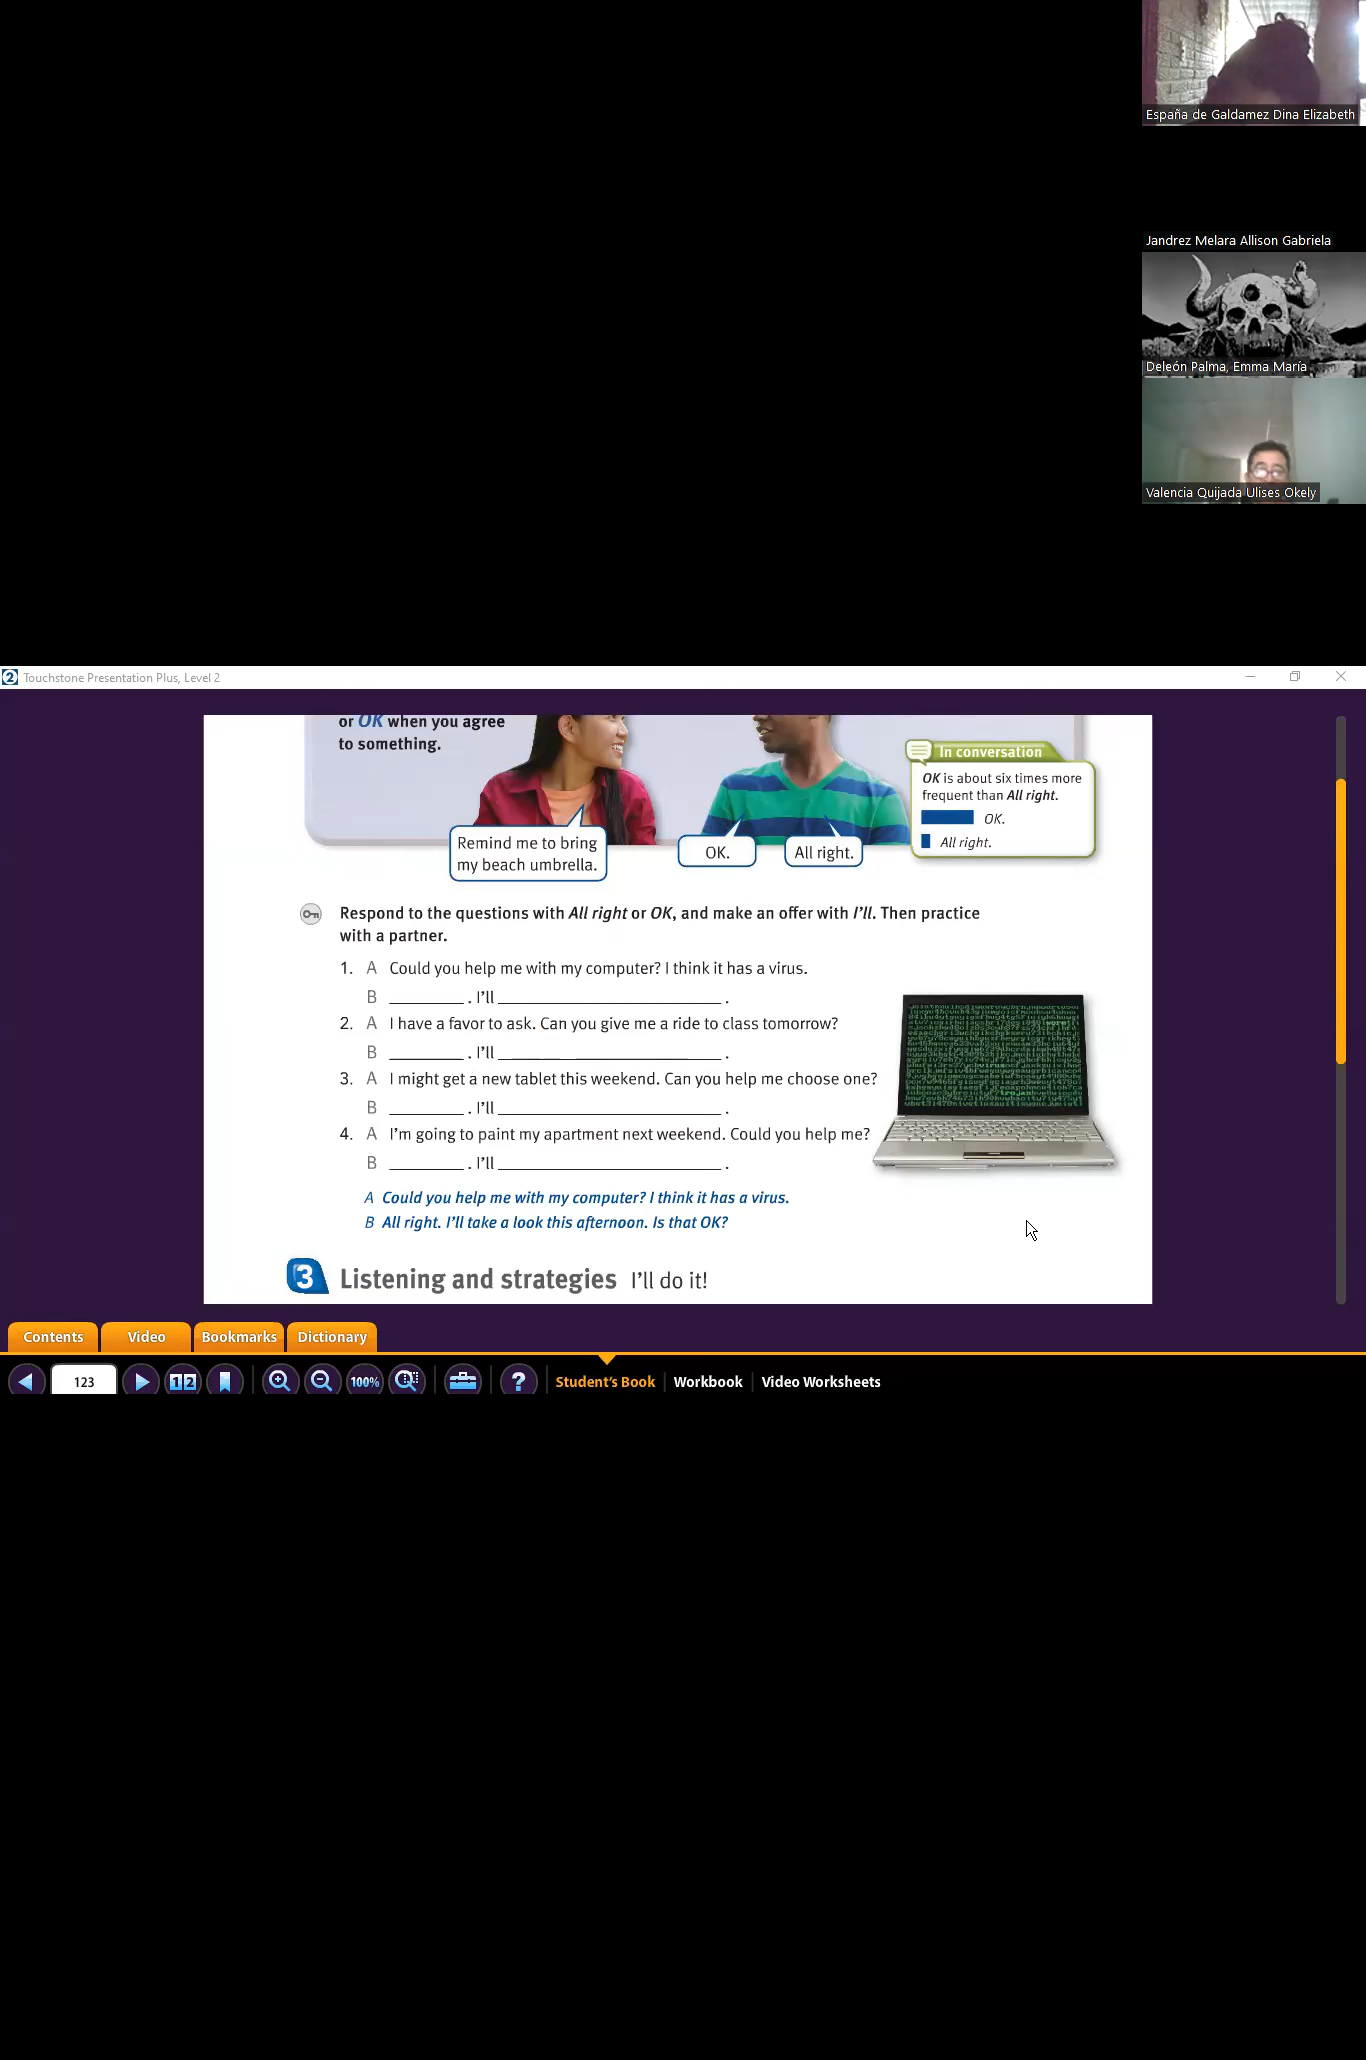 España de Galdamez Dina Elizabeth
Jandrez Melara Allison Gabriela
Deleón Palma, Emma María
Valencia Quijada Ulises Okely
Touchstone Presentation Plus, Level 2
or OK when you agree
to something.
In conversation
OK is about six times more
frequent than All right.
OK.
All right.
Remind me to bring
my beach umbrella.
OK.
All right.
Respond to the questions with All right or OK, and make an offer with I'll. Then practice
with a partner.
1. A Could you help me with my computer? I think it has a virus.
B ________ . I'll ________________________ .
2. A I have a favor to ask. Can you give me a ride to class tomorrow?
B ________ . I'll ________________________ .
3. A I might get a new tablet this weekend. Can you help me choose one?
B ________ . I'll ________________________ .
4. A I'm going to paint my apartment next weekend. Could you help me?
B ________ . I'll ________________________ .
A Could you help me with my computer? I think it has a virus.
B All right. I'll take a look this afternoon. Is that OK?
3 Listening and strategies I'll do it!
Contents Video Bookmarks Dictionary
123 12 100% ? Student's Book Workbook Video Worksheets